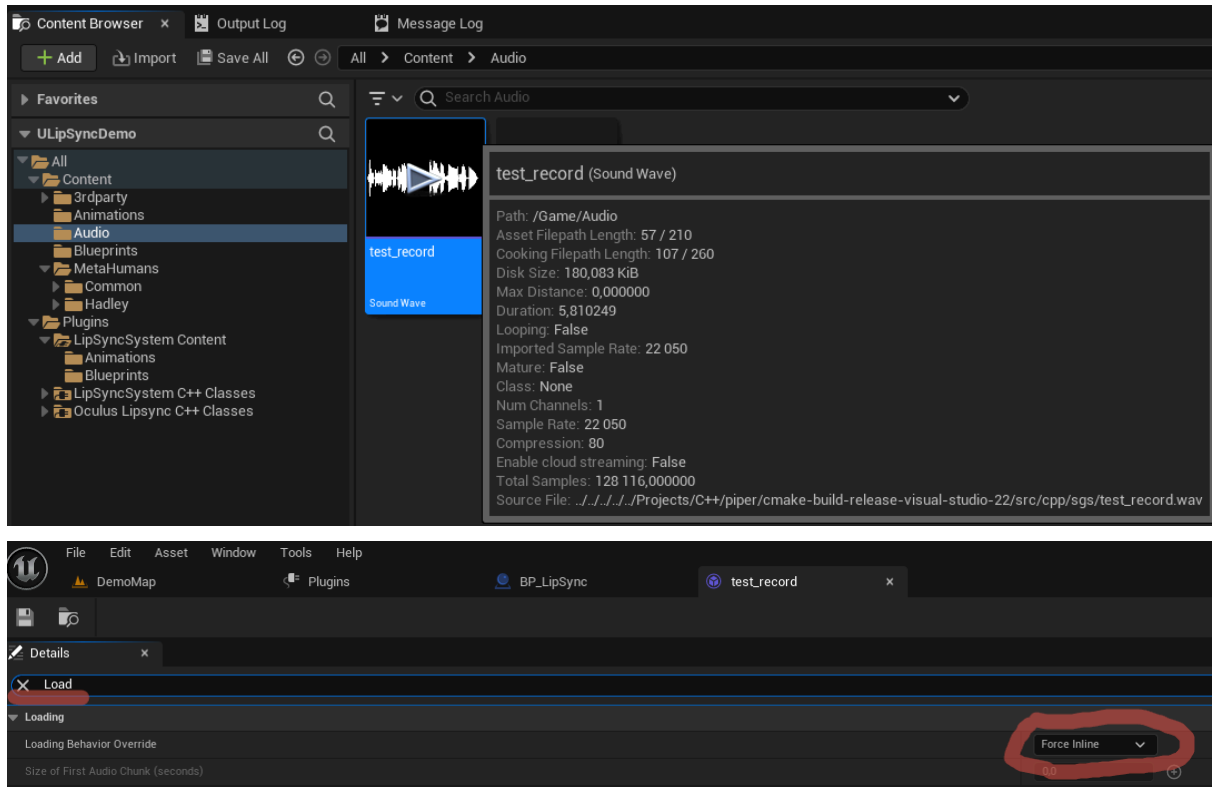 Content Browser
Output Log
Message Log
Add
Import
Save All
All > Content > Audio
Favorites
Search Audio
ULipSyncDemo
All
Content
3rdparty
Animations
Audio
Blueprints
MetaHumans
Common
Hadley
Plugins
LipSyncSystem Content
Animations
Blueprints
LipSyncSystem C++ Classes
Oculus Lipsync C++ Classes
test_record
Sound Wave
test_record (Sound Wave)
Path: /Game/Audio
Asset Filepath Length: 57 / 210
Cooking Filepath Length: 107 / 260
Disk Size: 180,083 KiB
Max Distance: 0,000000
Duration: 5,810249
Looping: False
Imported Sample Rate: 22 050
Mature: False
Class: None
Num Channels: 1
Sample Rate: 22 050
Compression: 80
Enable cloud streaming: False
Total Samples: 128 116,000000
Source File: ../../../../../Projects/C++/piper/cmake-build-release-visual-studio-22/src/cpp/sgs/test_record.wav
File Edit Asset Window Tools Help
DemoMap
Plugins
BP_LipSync
test_record
Details
Load
Loading
Loading Behavior Override
Force Inline
Size of First Audio Chunk (seconds)
0,0